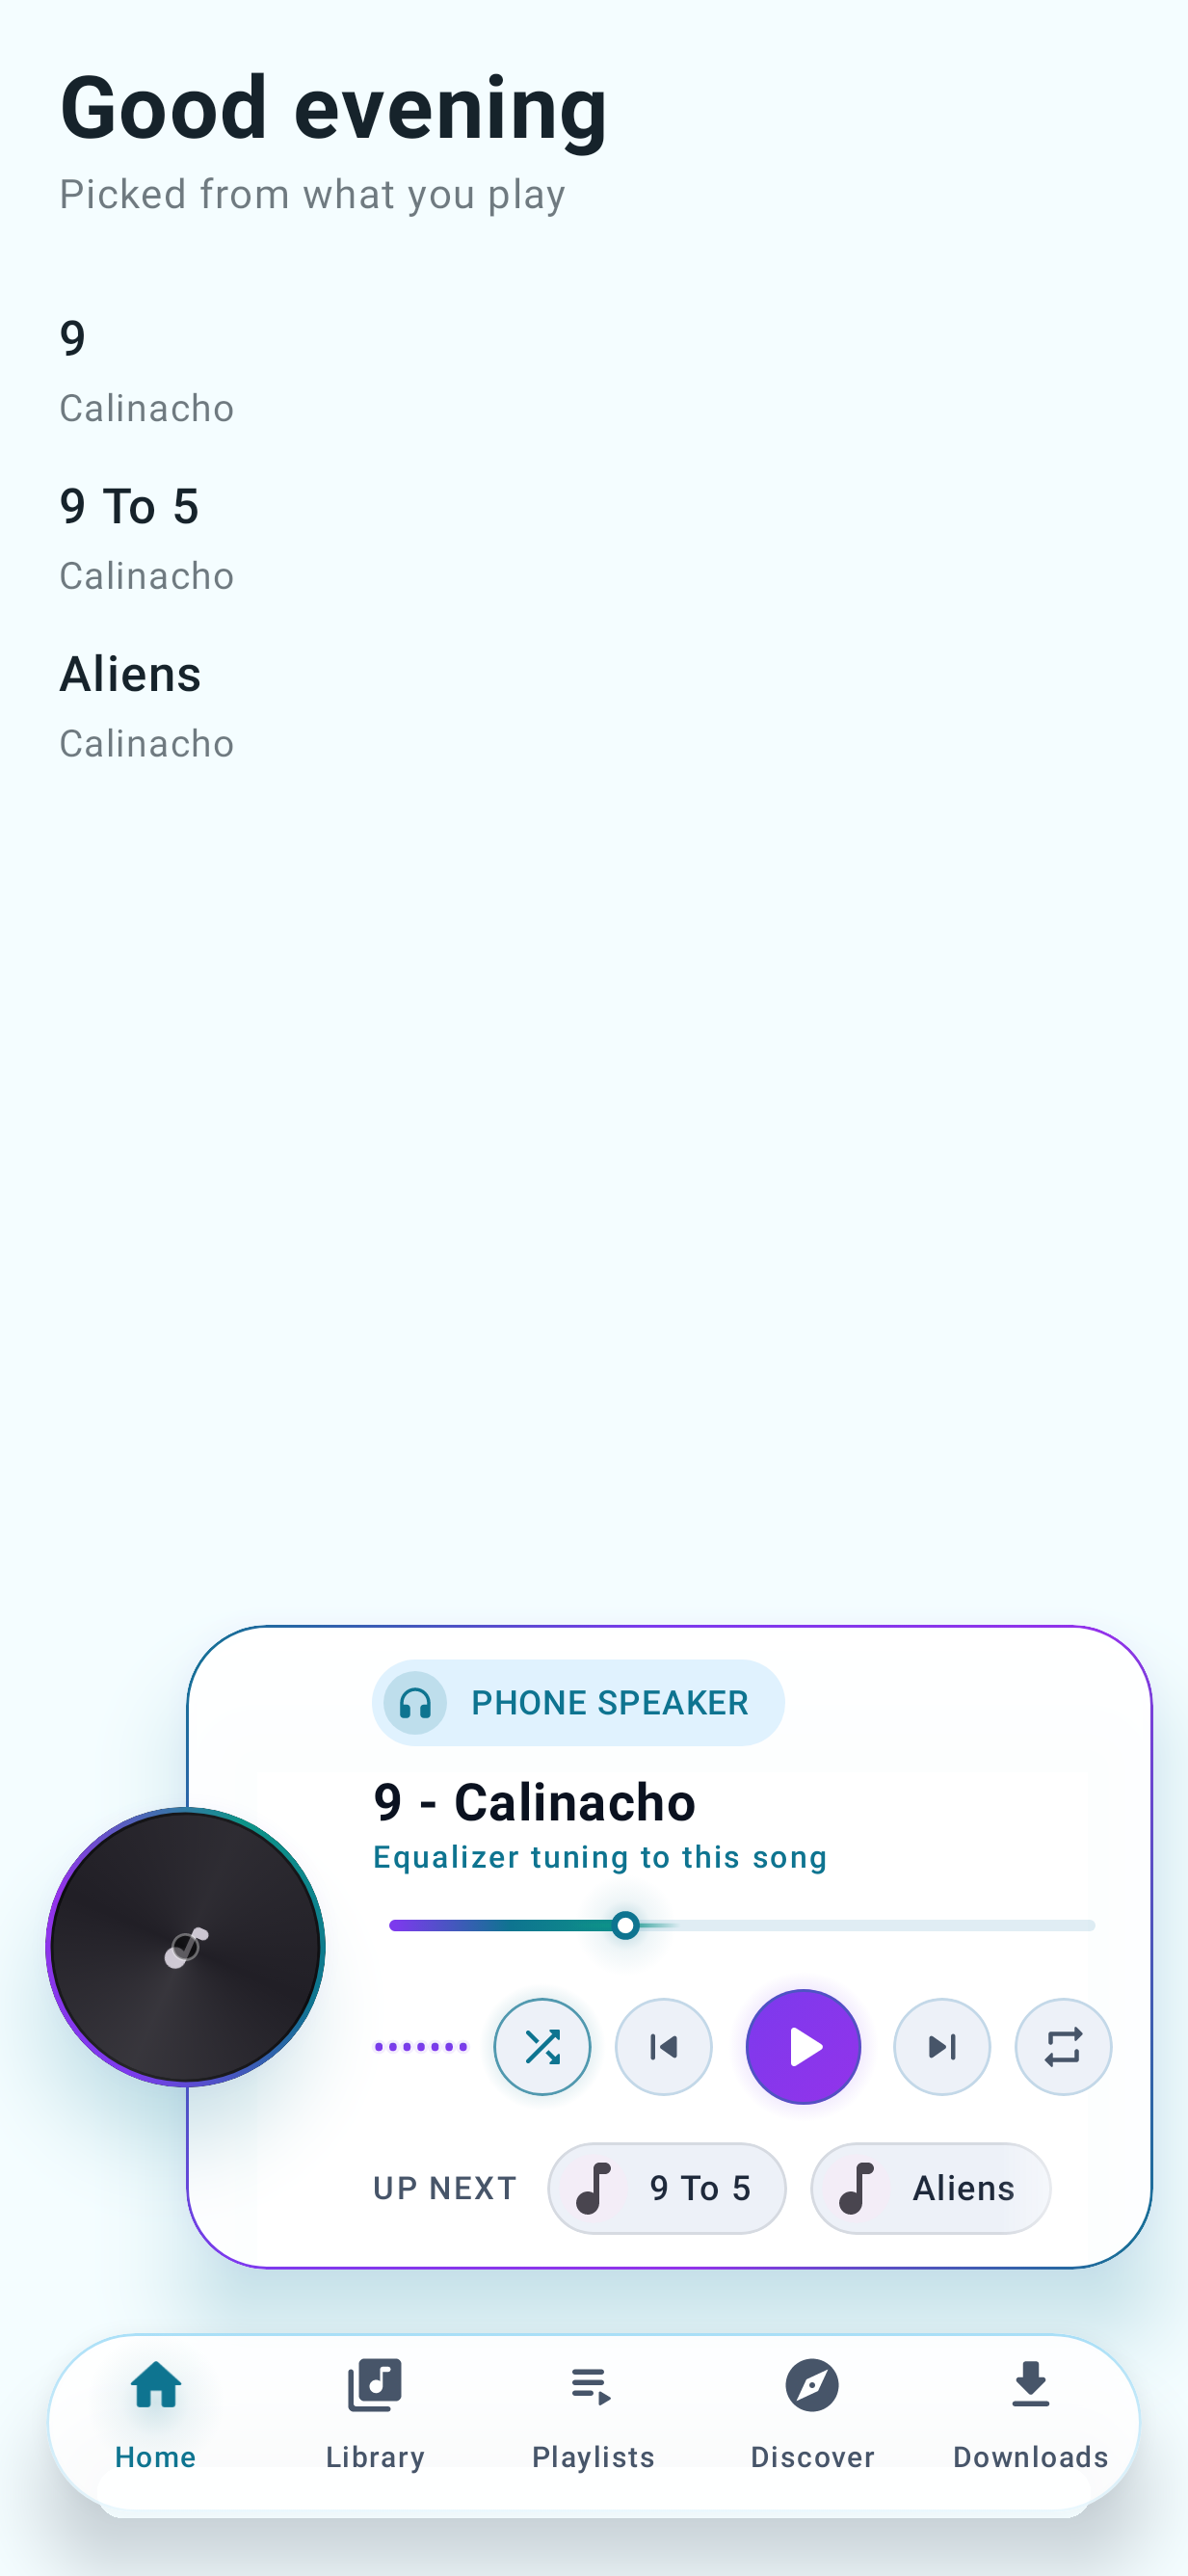 Good evening
Picked from what you play
9
Calinacho
9 To 5
Calinacho
Aliens
Calinacho
PHONE SPEAKER
9 - Calinacho
Equalizer tuning to this song
UP NEXT 9 To 5 Aliens
Home Library Playlists Discover Downloads